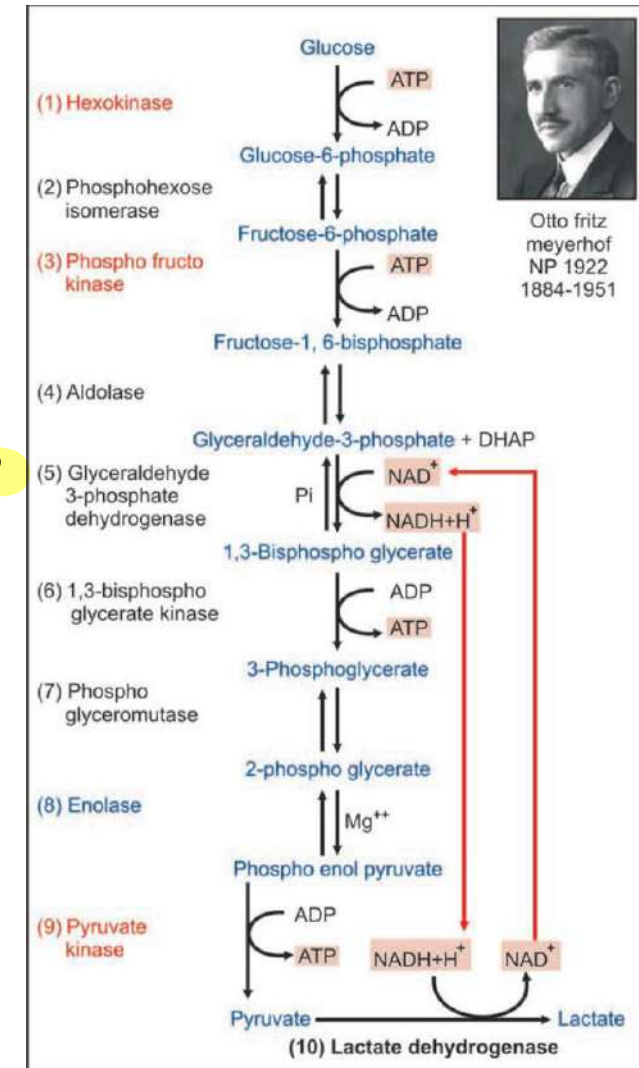 Glucose
ATP
(1) Hexokinase
ADP
Glucose-6-phosphate
(2) Phosphohexose
isomerase
Fructose-6-phosphate
(3) Phospho fructo
kinase
ATP
ADP
Fructose-1, 6-bisphosphate
(4) Aldolase
Glyceraldehyde-3-phosphate + DHAP
(5) Glyceraldehyde
3-phosphate
dehydrogenase
Pi
NAD+
NADH+H+
1,3-Bisphospho glycerate
(6) 1,3-bisphospho
glycerate kinase
ADP
ATP
3-Phosphoglycerate
(7) Phospho
glyceromutase
2-phospho glycerate
(8) Enolase
Mg++
Phospho enol pyruvate
(9) Pyruvate
kinase
ADP
ATP
NADH+H+
NAD+
Pyruvate
Lactate
(10) Lactate dehydrogenase
Otto fritz
meyerhof
NP 1922
1884-1951